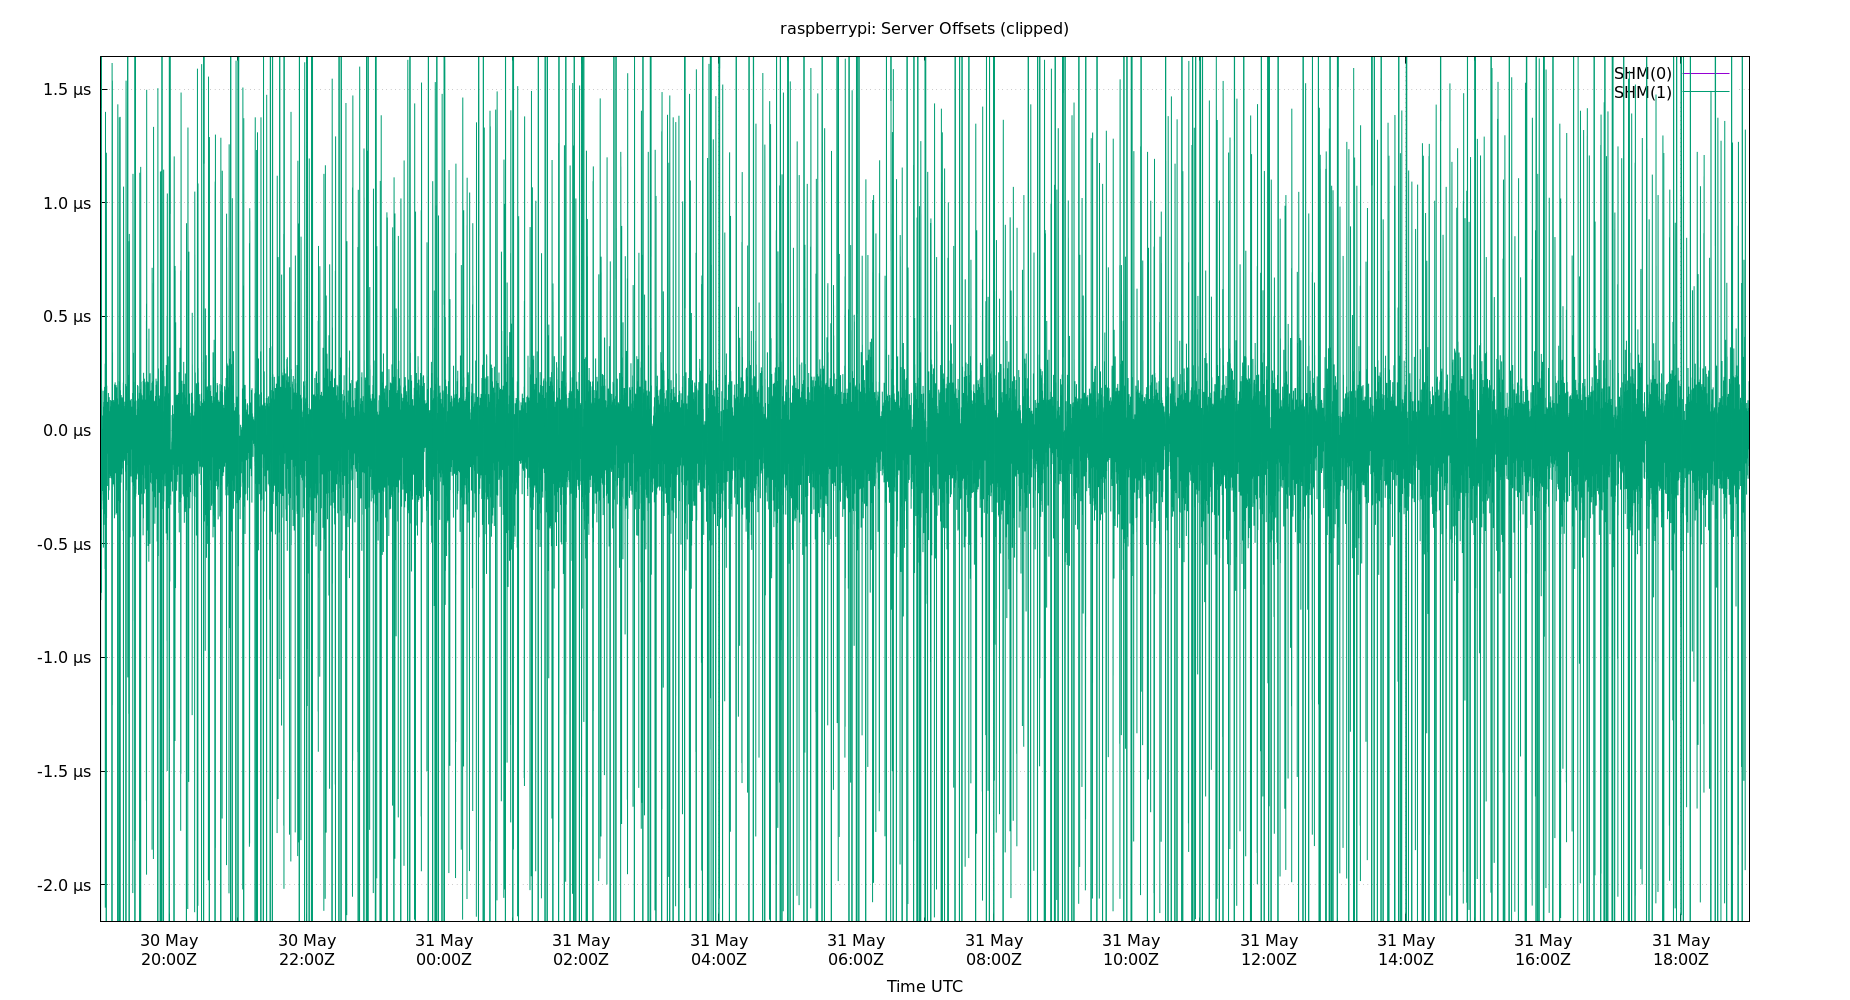 raspberrypi: Server Offsets (clipped)
SHM(0)
SHM(1)
1.5 µs
1.0 µs
0.5 µs
0.0 µs
-0.5 µs
-1.0 µs
-1.5 µs
-2.0 µs
30 May 30 May 31 May 31 May 31 May 31 May 31 May 31 May 31 May 31 May 31 May 31 May
20:00Z 22:00Z 00:00Z 02:00Z 04:00Z 06:00Z 08:00Z 10:00Z 12:00Z 14:00Z 16:00Z 18:00Z
Time UTC